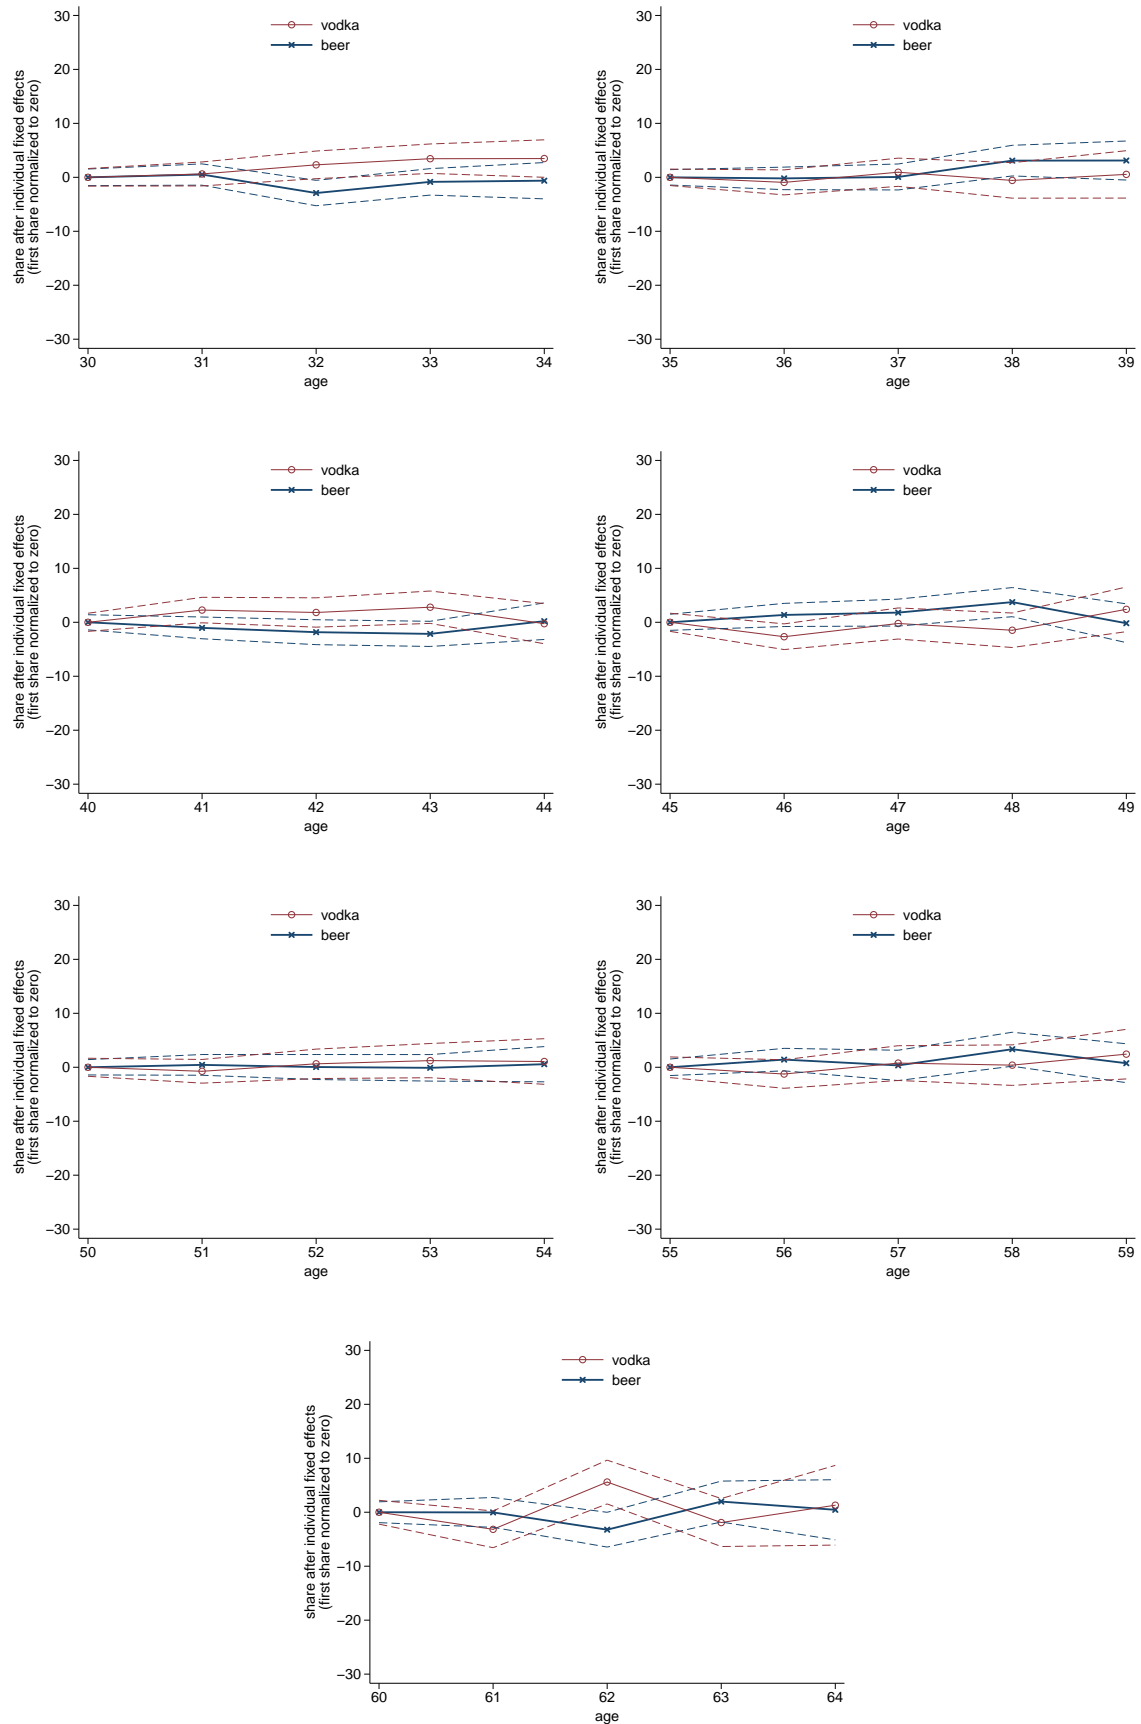 vodka
beer
share after individual fixed effects
(first share normalized to zero)
30
20
10
0
−10
−20
−30
30 31 32 33 34
age
vodka
beer
share after individual fixed effects
(first share normalized to zero)
30
20
10
0
−10
−20
−30
35 36 37 38 39
age
vodka
beer
share after individual fixed effects
(first share normalized to zero)
30
20
10
0
−10
−20
−30
40 41 42 43 44
age
vodka
beer
share after individual fixed effects
(first share normalized to zero)
30
20
10
0
−10
−20
−30
45 46 47 48 49
age
vodka
beer
share after individual fixed effects
(first share normalized to zero)
30
20
10
0
−10
−20
−30
50 51 52 53 54
age
vodka
beer
share after individual fixed effects
(first share normalized to zero)
30
20
10
0
−10
−20
−30
55 56 57 58 59
age
vodka
beer
share after individual fixed effects
(first share normalized to zero)
30
20
10
0
−10
−20
−30
60 61 62 63 64
age